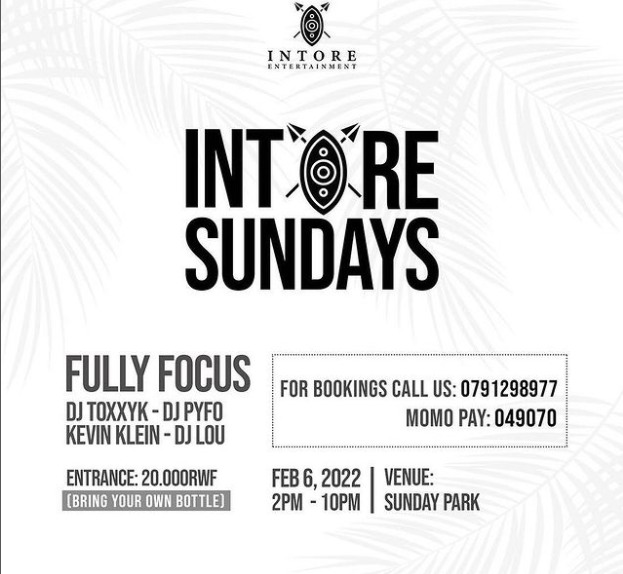 INTORE
ENTERTAINMENT
INTORE
SUNDAYS
FULLY FOCUS
DJ TOXXYK - DJ PYFO
KEVIN KLEIN - DJ LOU
FOR BOOKINGS CALL US: 0791298977
MOMO PAY: 049070
ENTRANCE: 20.000RWF
(BRING YOUR OWN BOTTLE)
FEB 6, 2022
2PM - 10PM
VENUE:
SUNDAY PARK